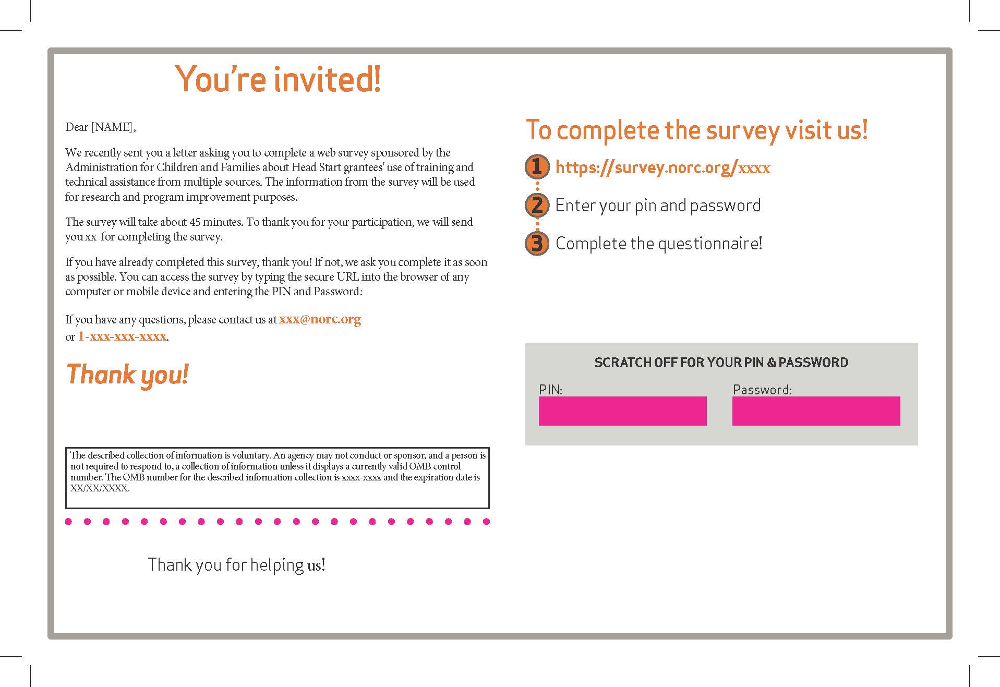 You’re invited!
Dear [NAME],
We recently sent you a letter asking you to complete a web survey sponsored by the
Administration for Children and Families about Head Start grantees' use of training and
technical assistance from multiple sources. The information from the survey will be used
for research and program improvement purposes.
The survey will take about 45 minutes. To thank you for your participation, we will send
you xx for completing the survey.
If you have already completed this survey, thank you! If not, we ask you complete it as soon
as possible. You can access the survey by typing the secure URL into the browser of any
computer or mobile device and entering the PIN and Password:
If you have any questions, please contact us at xxx@norc.org
or 1-xxx-xxx-xxxx.
Thank you!
The described collection of information is voluntary. An agency may not conduct or sponsor, and a person is
not required to respond to, a collection of information unless it displays a currently valid OMB control
number. The OMB number for the described information collection is xxxx-xxxx and the expiration date is
XX/XX/XXXX.
Thank you for helping us!
To complete the survey visit us!
1 https://survey.norc.org/xxxx
2 Enter your pin and password
3 Complete the questionnaire!
SCRATCH OFF FOR YOUR PIN & PASSWORD
PIN: Password: